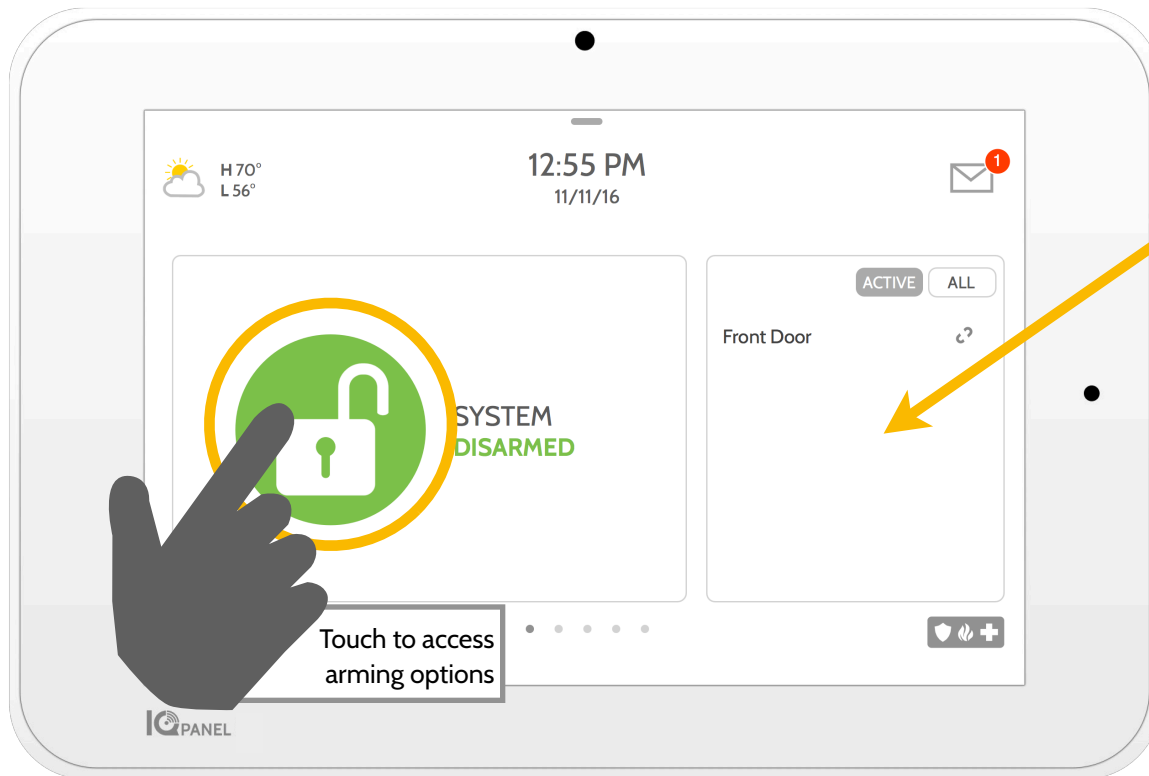 H 70°
L 56°
12:55 PM
11/11/16
1
ACTIVE
ALL
Front Door
SYSTEM
DISARMED
Touch to access
arming options
IQ PANEL